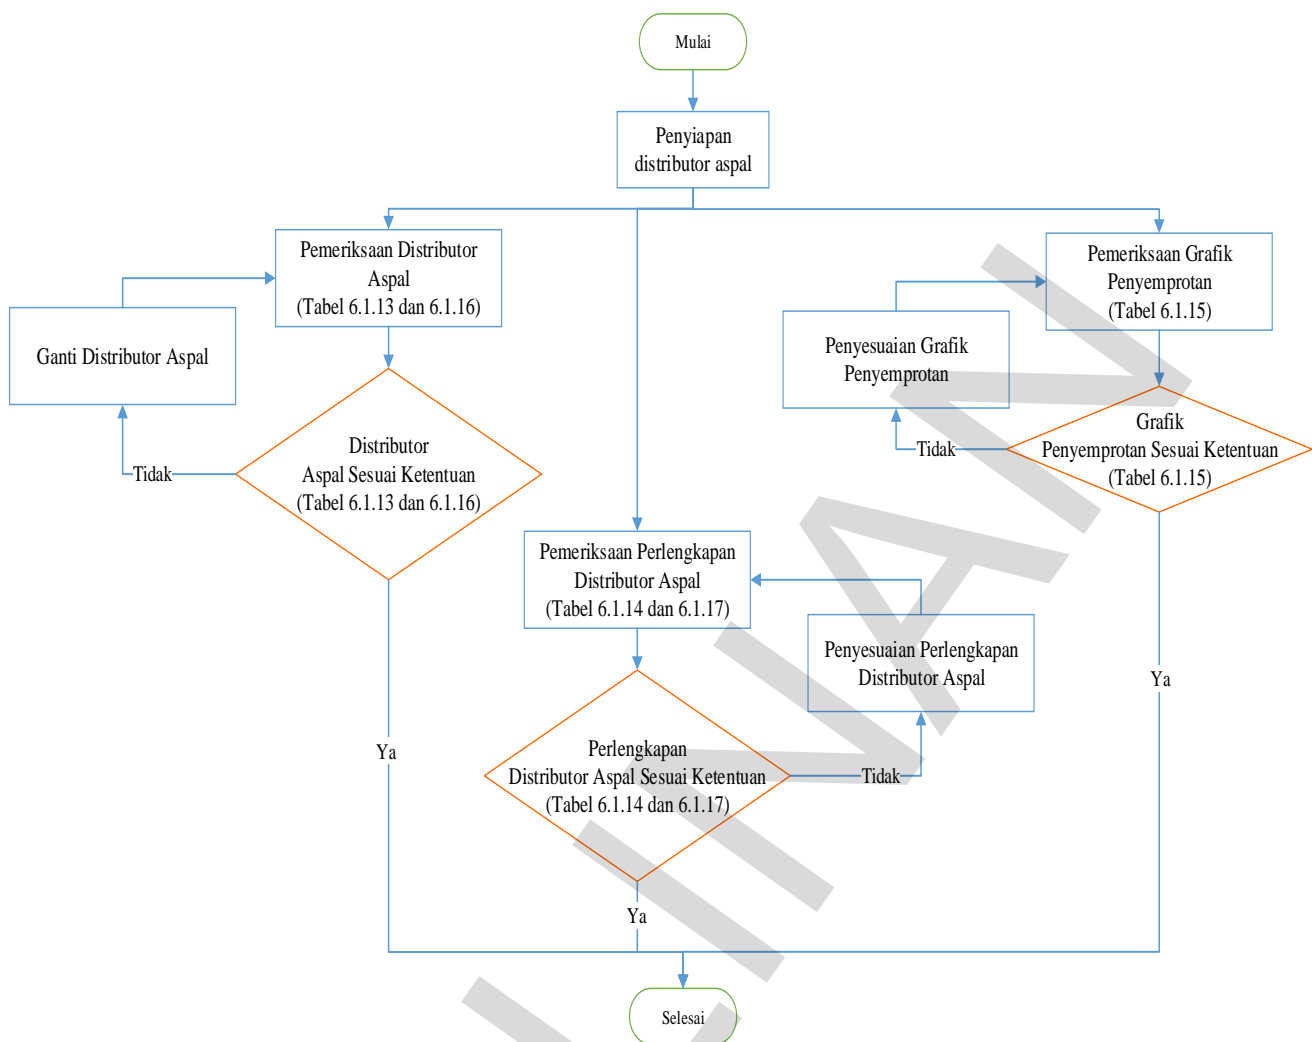 Mulai
Penyiapan
distributor aspal
Pemeriksaan Distributor
Aspal
(Tabel 6.1.13 dan 6.1.16)
Ganti Distributor Aspal
Distributor
Aspal Sesuai Ketentuan
(Tabel 6.1.13 dan 6.1.16)
Tidak
Ya
Pemeriksaan Perlengkapan
Distributor Aspal
(Tabel 6.1.14 dan 6.1.17)
Penyesuaian Perlengkapan
Distributor Aspal
Perlengkapan
Distributor Aspal Sesuai Ketentuan
(Tabel 6.1.14 dan 6.1.17)
Tidak
Ya
Pemeriksaan Grafik
Penyemprotan
(Tabel 6.1.15)
Penyesuaian Grafik
Penyemprotan
Grafik
Penyemprotan Sesuai Ketentuan
(Tabel 6.1.15)
Tidak
Ya
Selesai